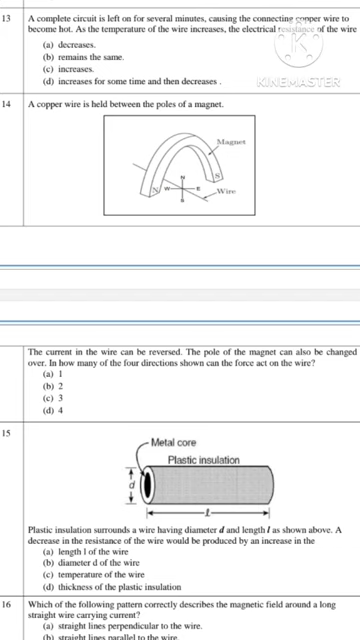 13 A complete circuit is left on for several minutes, causing the connecting copper wire to
become hot. As the temperature of the wire increases, the electrical resistance of the wire
(a) decreases.
(b) remains the same.
(c) increases.
(d) increases for some time and then decreases .
KINEMASTER
14 A copper wire is held between the poles of a magnet.
Magnet
N
S
N
W
E
Wire
The current in the wire can be reversed. The pole of the magnet can also be changed
over. In how many of the four directions shown can the force act on the wire?
(a) 1
(b) 2
(c) 3
(d) 4
15
Metal core
Plastic insulation
d
l
Plastic insulation surrounds a wire having diameter d and length l as shown above. A
decrease in the resistance of the wire would be produced by an increase in the
(a) length l of the wire
(b) diameter d of the wire
(c) temperature of the wire
(d) thickness of the plastic insulation
16 Which of the following pattern correctly describes the magnetic field around a long
straight wire carrying current?
(a) straight lines perpendicular to the wire.
(b) straight lines parallel to the wire.